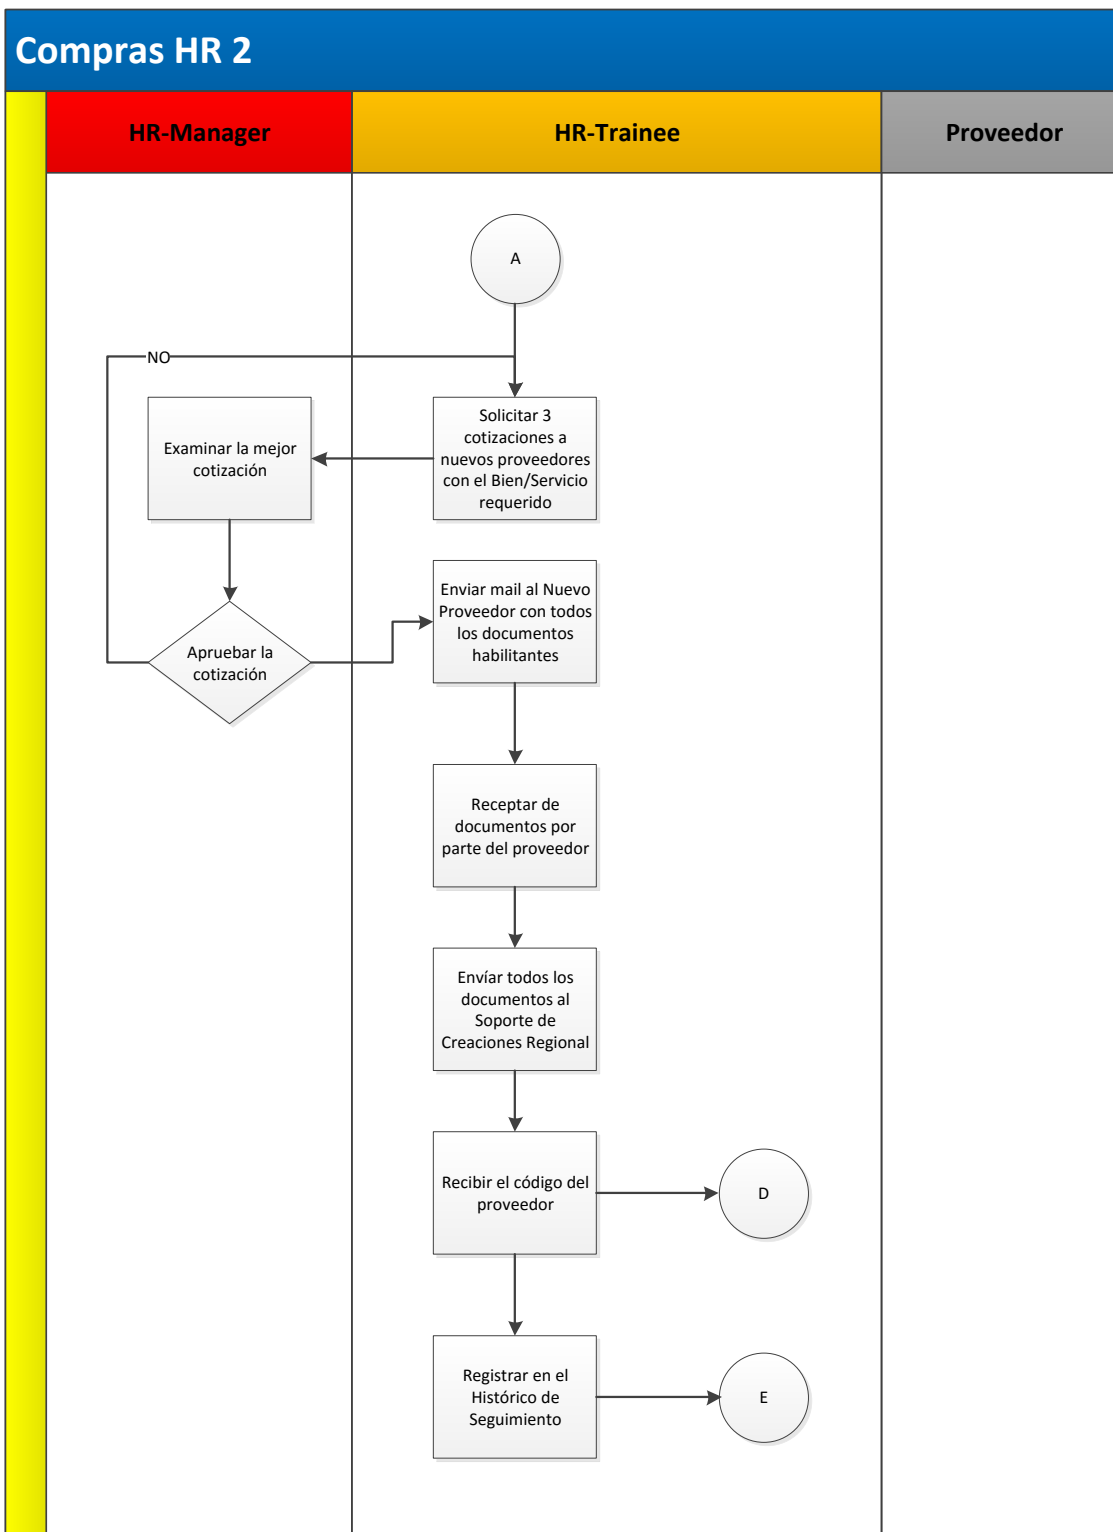 Compras HR 2
HR-Manager
HR-Trainee
Proveedor
A
NO
Examinar la mejor
cotización
Solicitar 3
cotizaciones a
nuevos proveedores
con el Bien/Servicio
requerido
Apruebar la
cotización
Enviar mail al Nuevo
Proveedor con todos
los documentos
habilitantes
Receptar de
documentos por
parte del proveedor
Envíar todos los
documentos al
Soporte de
Creaciones Regional
Recibir el código del
proveedor
D
Registrar en el
Histórico de
Seguimiento
E